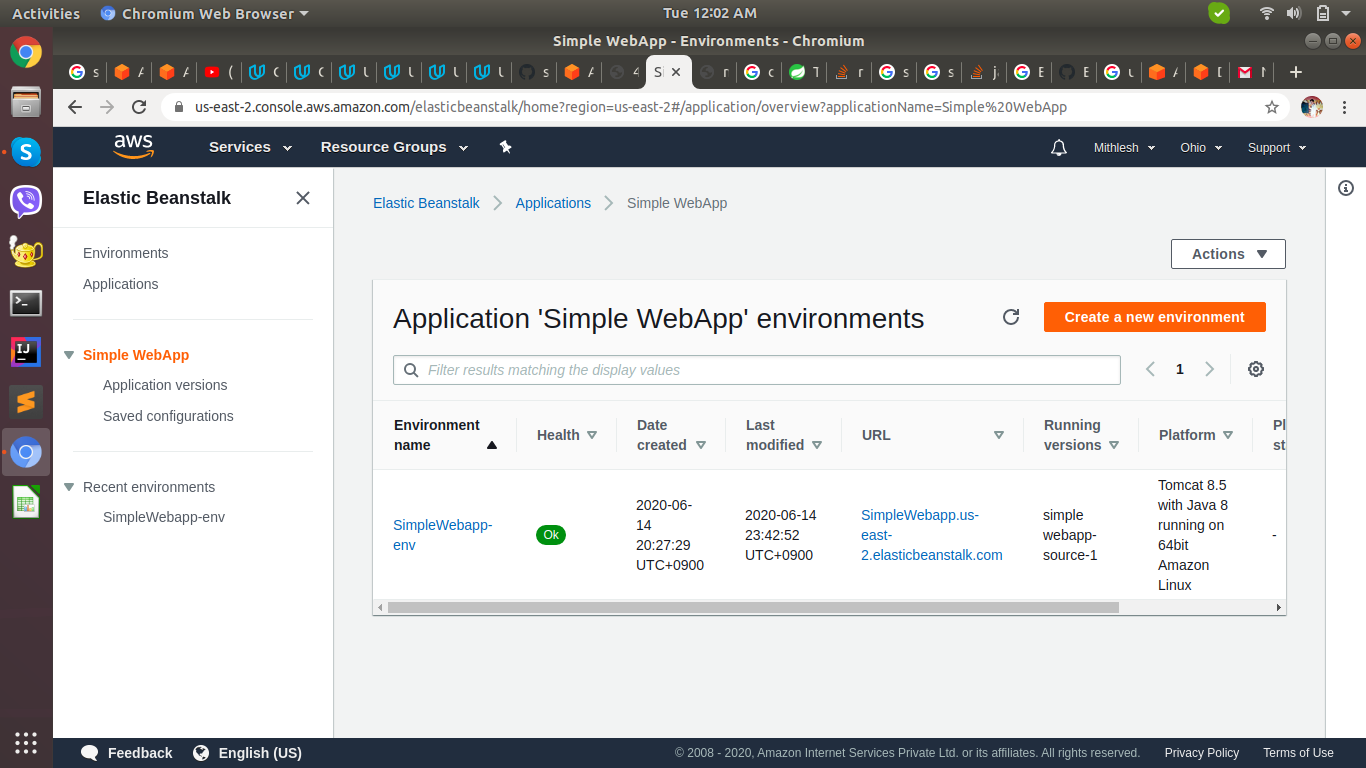 Activities
Chromium Web Browser
Tue 12:02 AM
Simple WebApp - Environments - Chromium
us-east-2.console.aws.amazon.com/elasticbeanstalk/home?region=us-east-2#/application/overview?applicationName=Simple%20WebApp
aws
Services
Resource Groups
Mithlesh
Ohio
Support
Elastic Beanstalk
Environments
Applications
Simple WebApp
Application versions
Saved configurations
Recent environments
SimpleWebapp-env
Elastic Beanstalk
Applications
Simple WebApp
Actions
Application 'Simple WebApp' environments
Create a new environment
Filter results matching the display values
1
Environment
name
Health
Date
created
Last
modified
URL
Running
versions
Platform
Pl
st
SimpleWebapp-
env
Ok
2020-06-
14
20:27:29
UTC+0900
2020-06-14
23:42:52
UTC+0900
SimpleWebapp.us-
east-
2.elasticbeanstalk.com
simple
webapp-
source-1
Tomcat 8.5
with Java 8
running on
64bit
Amazon
Linux
-
Feedback
English (US)
© 2008 - 2020, Amazon Internet Services Private Ltd. or its affiliates. All rights reserved.
Privacy Policy
Terms of Use